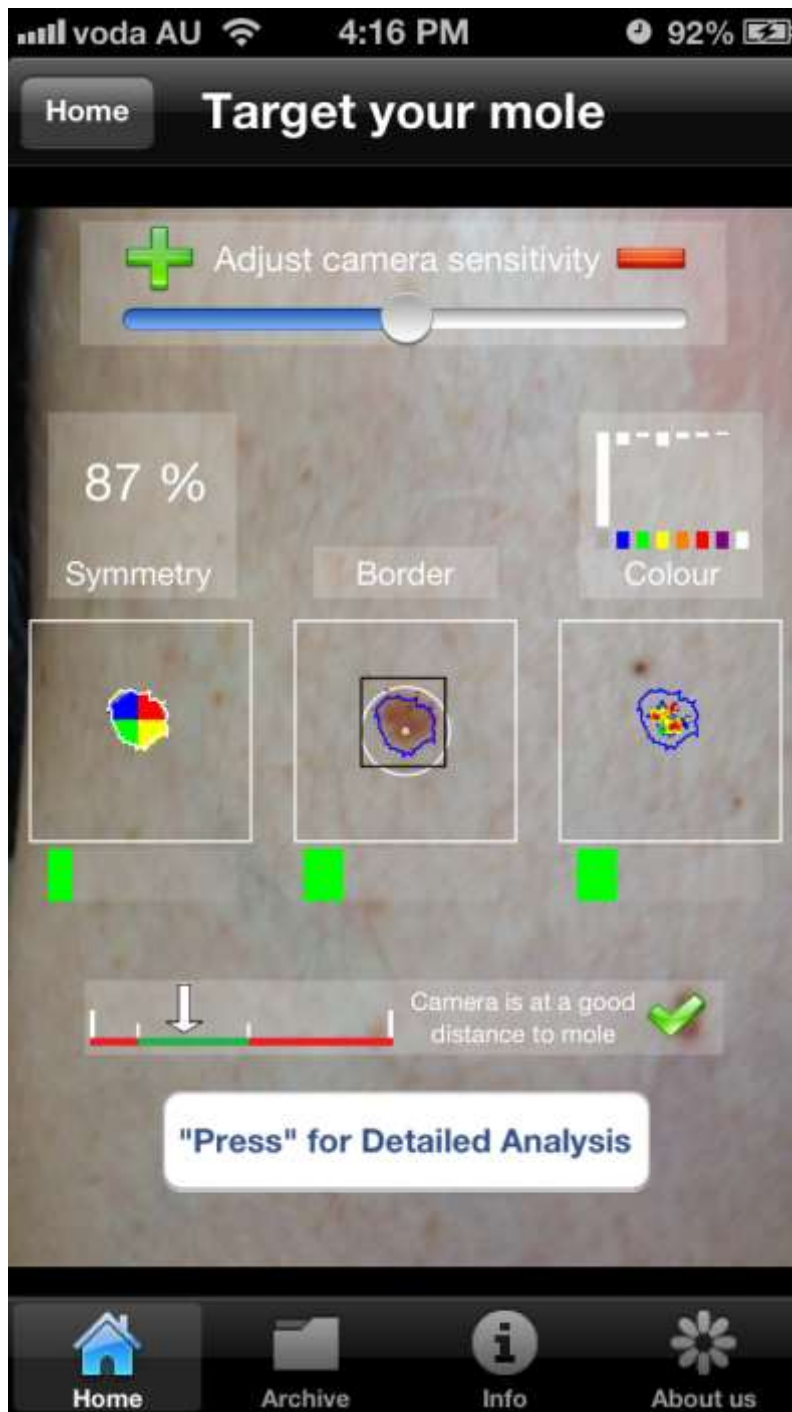 voda AU 4:16 PM 92%
Home Target your mole
Adjust camera sensitivity
87 %
Symmetry Border Colour
Camera is at a good
distance to mole
"Press" for Detailed Analysis
Home Archive Info About us